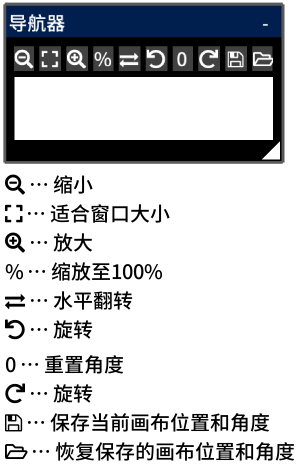 导航器 -
% 0
… 缩小
… 适合窗口大小
… 放大
% … 缩放至100%
… 水平翻转
… 旋转
0 … 重置角度
… 旋转
… 保存当前画布位置和角度
… 恢复保存的画布位置和角度